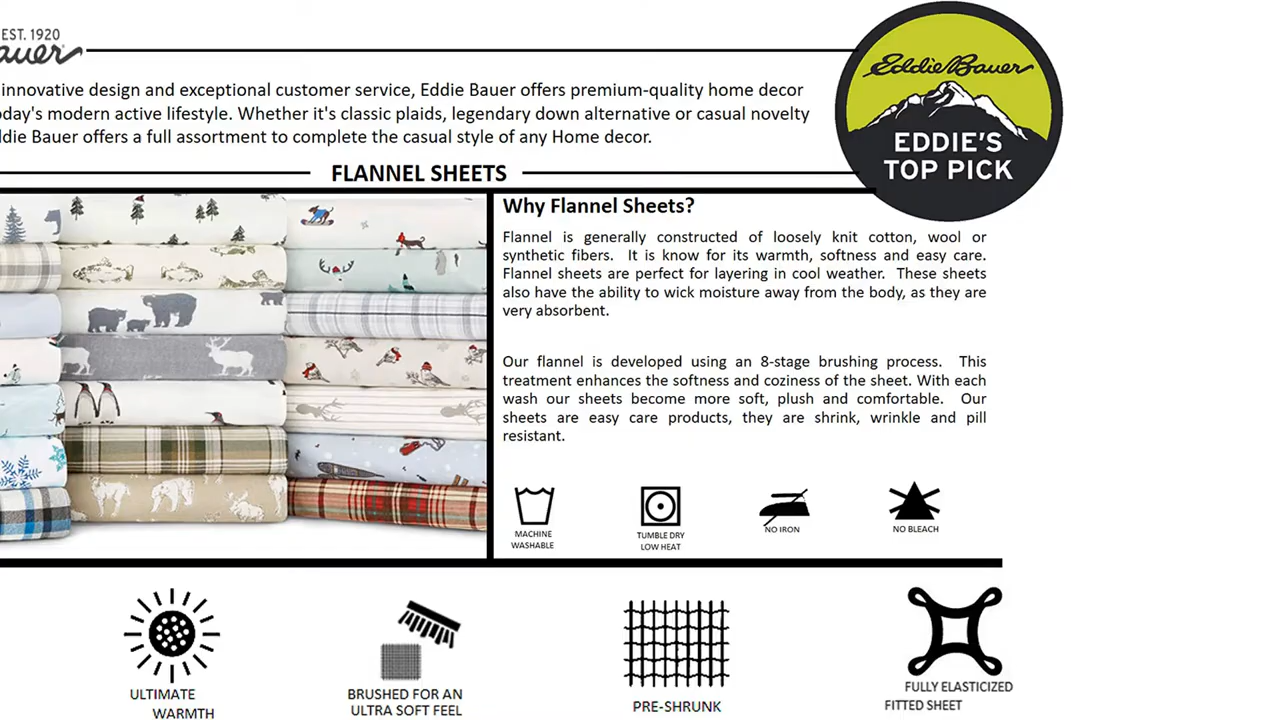 EST. 1920
auer
innovative design and exceptional customer service, Eddie Bauer offers premium-quality home decor
oday's modern active lifestyle. Whether it's classic plaids, legendary down alternative or casual novelty
ddie Bauer offers a full assortment to complete the casual style of any Home decor.
Eddie Bauer
EDDIE'S
TOP PICK
FLANNEL SHEETS
Why Flannel Sheets?
Flannel is generally constructed of loosely knit cotton, wool or
synthetic fibers. It is know for its warmth, softness and easy care.
Flannel sheets are perfect for layering in cool weather. These sheets
also have the ability to wick moisture away from the body, as they are
very absorbent.
Our flannel is developed using an 8-stage brushing process. This
treatment enhances the softness and coziness of the sheet. With each
wash our sheets become more soft, plush and comfortable. Our
sheets are easy care products, they are shrink, wrinkle and pill
resistant.
MACHINE
WASHABLE
TUMBLE DRY
LOW HEAT
NO IRON
NO BLEACH
ULTIMATE
WARMTH
BRUSHED FOR AN
ULTRA SOFT FEEL
PRE-SHRUNK
FULLY ELASTICIZED
FITTED SHEET